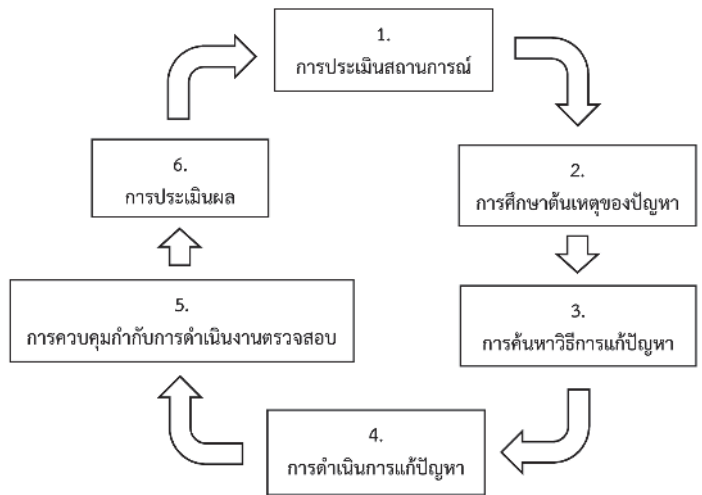 1.
การประเมินสถานการณ์
2.
การศึกษาต้นเหตุของปัญหา
3.
การค้นหาวิธีการแก้ปัญหา
4.
การดำเนินการแก้ปัญหา
5.
การควบคุมกำกับการดำเนินงานตรวจสอบ
6.
การประเมินผล